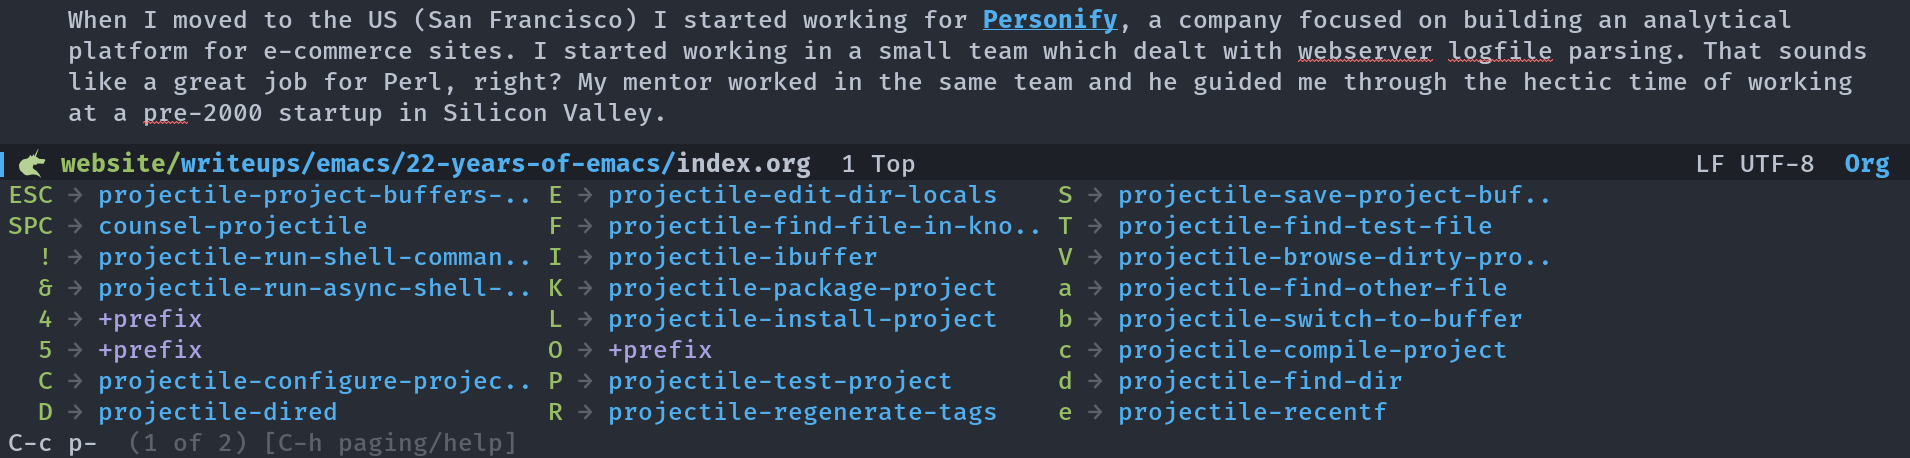 When I moved to the US (San Francisco) I started working for Personify, a company focused on building an analytical
platform for e-commerce sites. I started working in a small team which dealt with webserver logfile parsing. That sounds
like a great job for Perl, right? My mentor worked in the same team and he guided me through the hectic time of working
at a pre-2000 startup in Silicon Valley.
website/writeups/emacs/22-years-of-emacs/index.org 1 Top LF UTF-8 Org
ESC → projectile-project-buffers-.. E → projectile-edit-dir-locals S → projectile-save-project-buf..
SPC → counsel-projectile F → projectile-find-file-in-kno.. T → projectile-find-test-file
! → projectile-run-shell-comman.. I → projectile-ibuffer V → projectile-browse-dirty-pro..
& → projectile-run-async-shell-.. K → projectile-package-project a → projectile-find-other-file
4 → +prefix L → projectile-install-project b → projectile-switch-to-buffer
5 → +prefix O → +prefix c → projectile-compile-project
C → projectile-configure-projec.. P → projectile-test-project d → projectile-find-dir
D → projectile-dired R → projectile-regenerate-tags e → projectile-recentf
C-c p- (1 of 2) [C-h paging/help]